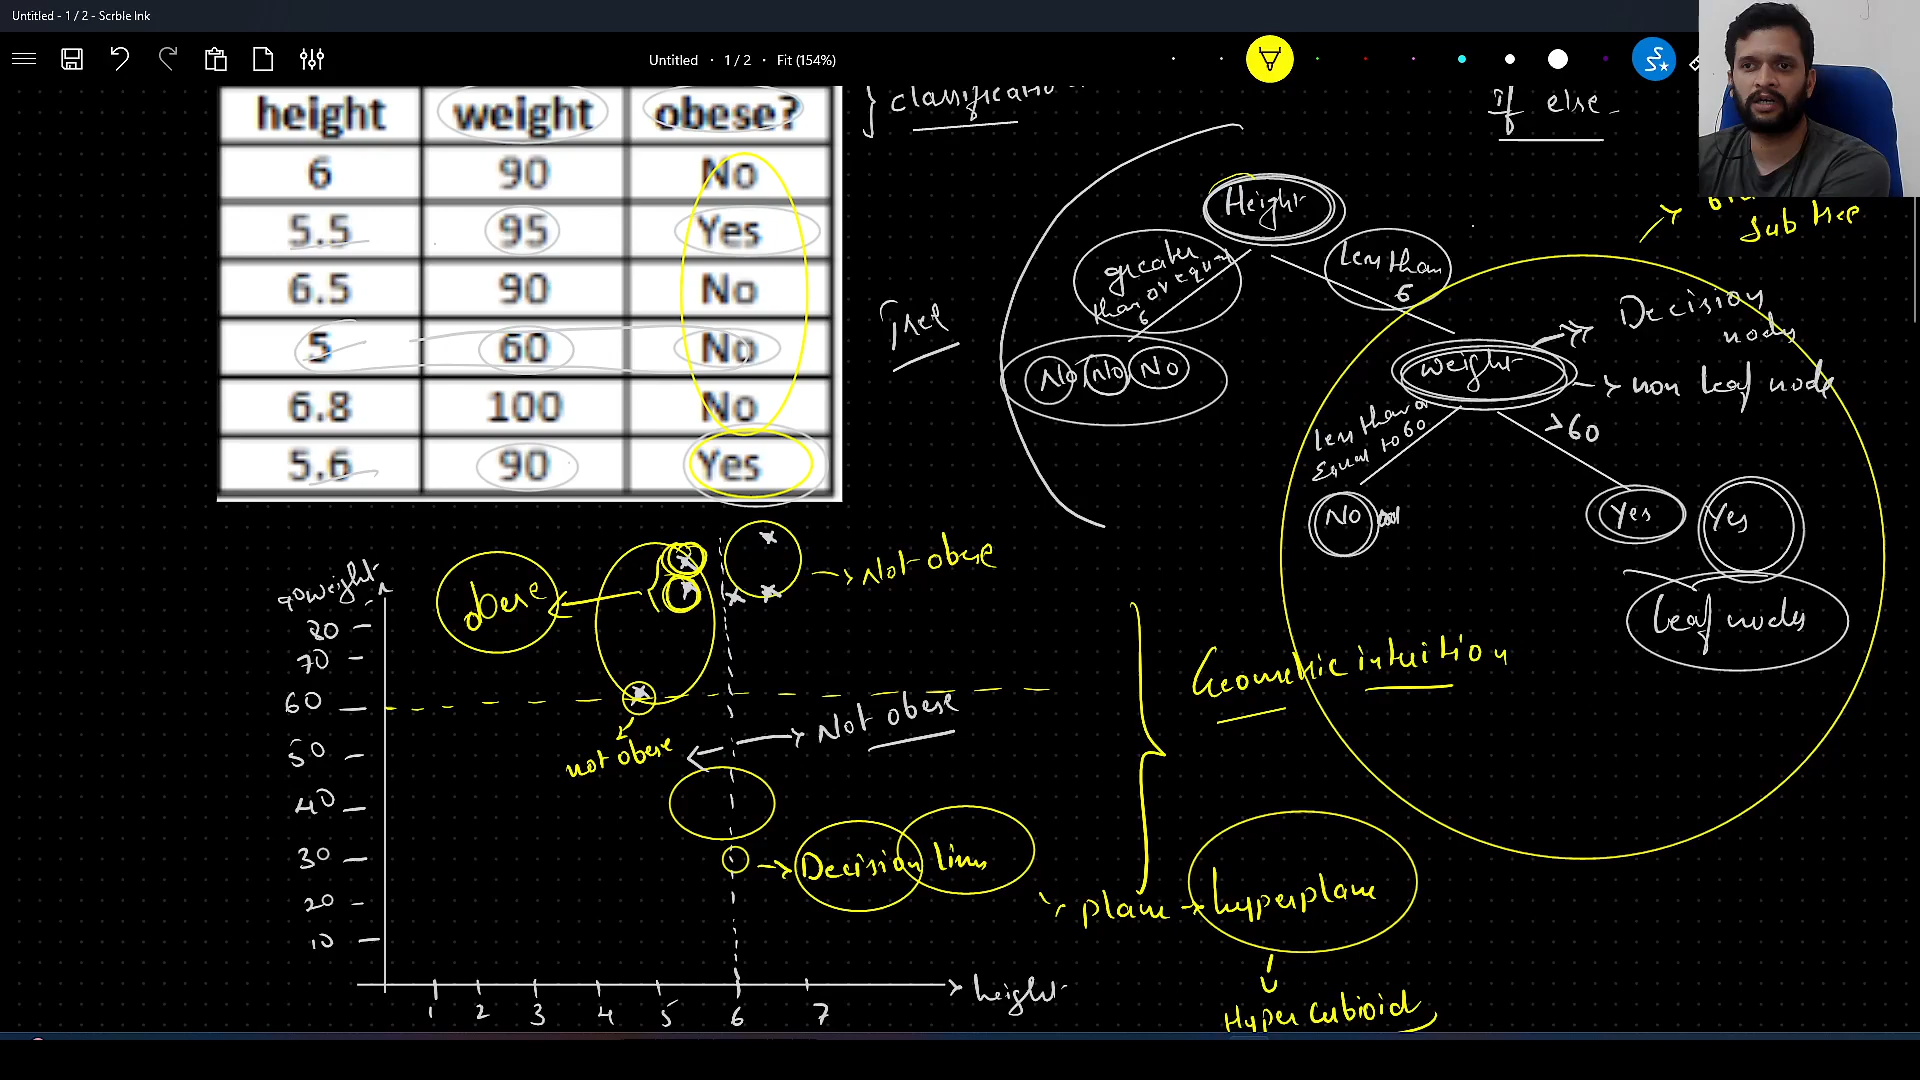 Untitled - 1 / 2 - Scrble Ink
Untitled · 1 / 2 · Fit (154%)
height weight obese?
6 90 No
5.5 95 Yes
6.5 90 No
5 60 No
6.8 100 No
5.6 90 Yes
} classification
If else
Tree
Height
greater
than or equal
6
Less than
6
No No No
Sub tree
Decision
node
weight
non leaf node
Less than or
Equal to 60
>60
No
Yes Yes
Leaf nodes
weight
90
80
70
60
50
40
30
20
10
1 2 3 4 5 6 7
height
obese
Not obese
not obese
Not obese
Decision line
Geometric intuition
plane → hyperplane
Hyper Cubioid